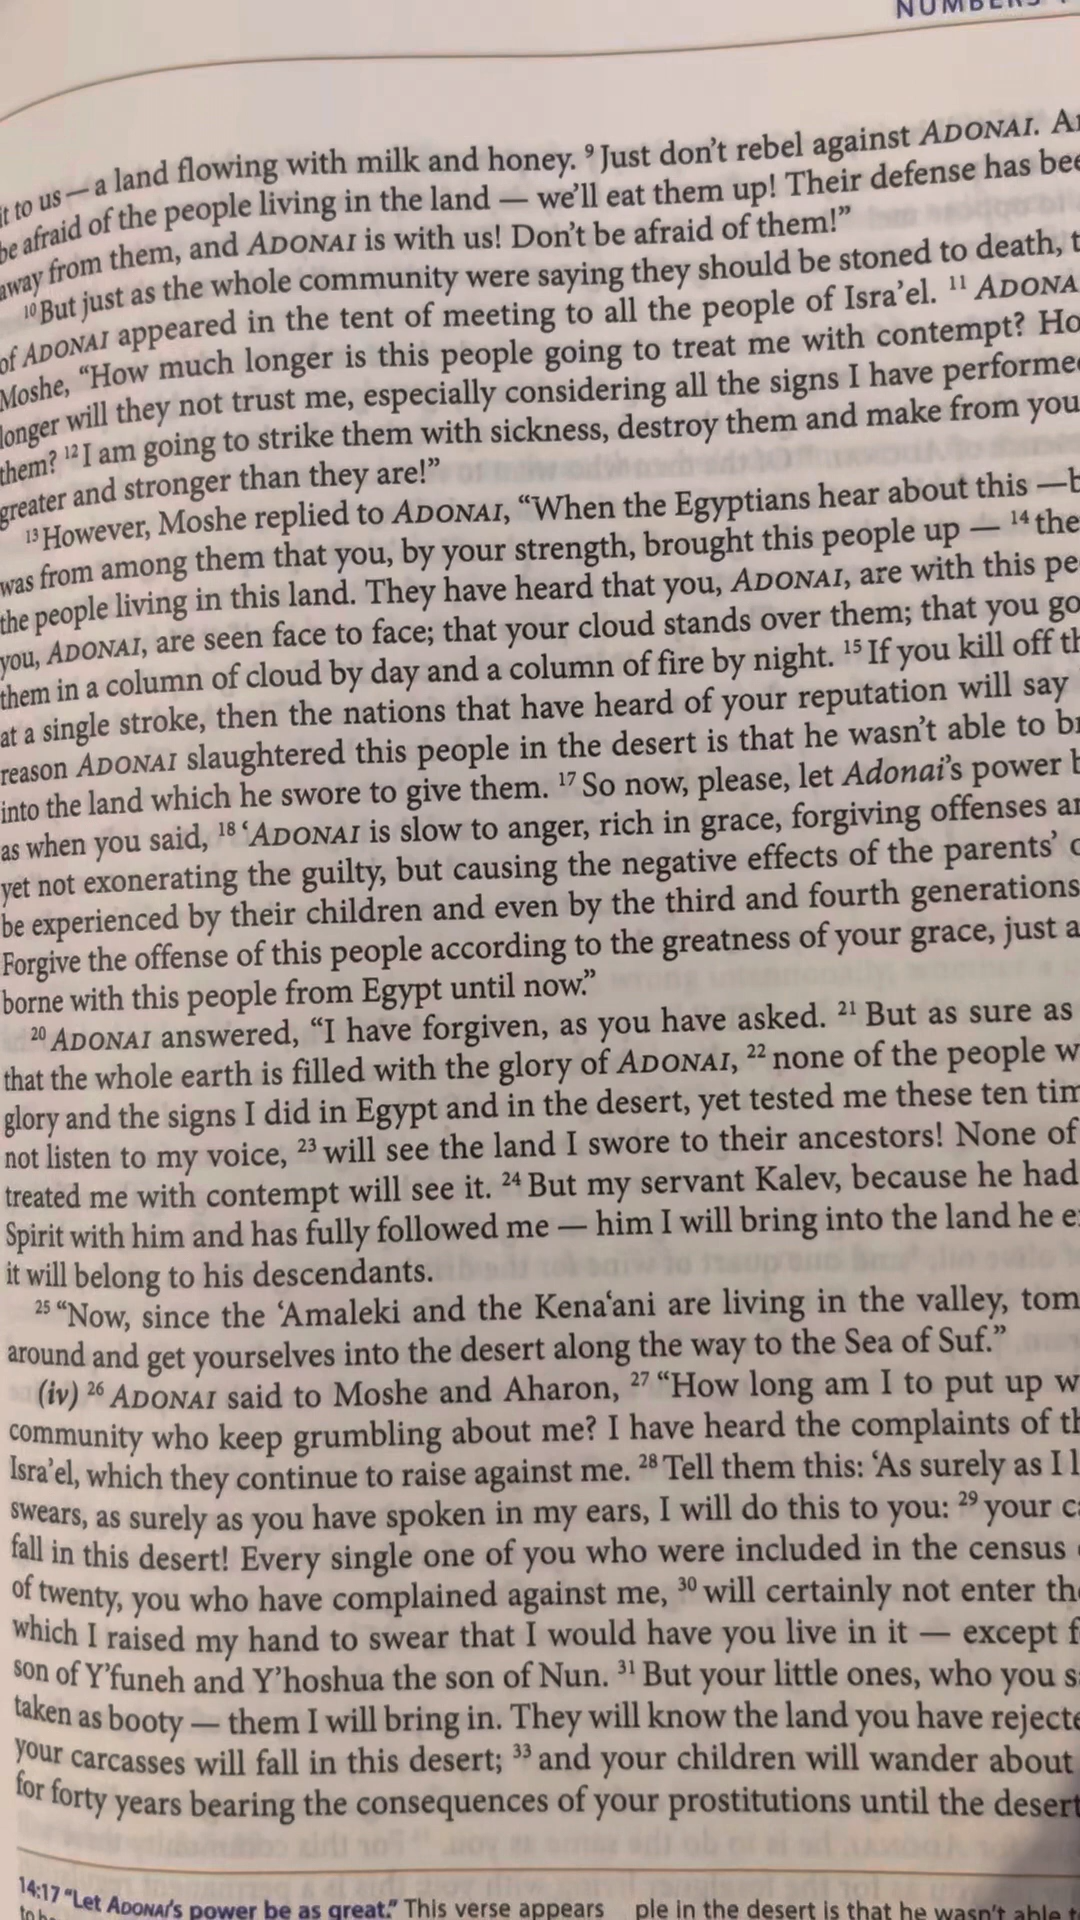 NUMBERS
it to us — a land flowing with milk and honey. ⁹ Just don't rebel against ADONAI.
be afraid of the people living in the land — we'll eat them up! Their defense has
away from them, and ADONAI is with us! Don't be afraid of them!"
¹⁰ But just as the whole community were saying they should be stoned to death,
of ADONAI appeared in the tent of meeting to all the people of Isra'el. ¹¹ ADONA
Moshe, "How much longer is this people going to treat me with contempt? Ho
longer will they not trust me, especially considering all the signs I have performe
them? ¹² I am going to strike them with sickness, destroy them and make from you
greater and stronger than they are!"
¹³ However, Moshe replied to ADONAI, "When the Egyptians hear about this —
was from among them that you, by your strength, brought this people up — ¹⁴ the
the people living in this land. They have heard that you, ADONAI, are with this pe
you, ADONAI, are seen face to face; that your cloud stands over them; that you go
them in a column of cloud by day and a column of fire by night. ¹⁵ If you kill off th
at a single stroke, then the nations that have heard of your reputation will say
reason ADONAI slaughtered this people in the desert is that he wasn't able to
into the land which he swore to give them. ¹⁷ So now, please, let Adonai's power
as when you said, ¹⁸ 'ADONAI is slow to anger, rich in grace, forgiving offenses
yet not exonerating the guilty, but causing the negative effects of the parents'
be experienced by their children and even by the third and fourth generations
Forgive the offense of this people according to the greatness of your grace, just a
borne with this people from Egypt until now."
²⁰ ADONAI answered, "I have forgiven, as you have asked. ²¹ But as sure as
that the whole earth is filled with the glory of ADONAI, ²² none of the people w
glory and the signs I did in Egypt and in the desert, yet tested me these ten tim
not listen to my voice, ²³ will see the land I swore to their ancestors! None of
treated me with contempt will see it. ²⁴ But my servant Kalev, because he had
Spirit with him and has fully followed me — him I will bring into the land he e
it will belong to his descendants.
²⁵ "Now, since the ‘Amaleki and the Kena‘ani are living in the valley, tom
around and get yourselves into the desert along the way to the Sea of Suf."
(iv) ²⁶ ADONAI said to Moshe and Aharon, ²⁷ "How long am I to put up w
community who keep grumbling about me? I have heard the complaints of th
Isra'el, which they continue to raise against me. ²⁸ Tell them this: 'As surely as I l
swears, as surely as you have spoken in my ears, I will do this to you: ²⁹ your c
fall in this desert! Every single one of you who were included in the census
of twenty, you who have complained against me, ³⁰ will certainly not enter the
which I raised my hand to swear that I would have you live in it — except f
son of Y'funeh and Y'hoshua the son of Nun. ³¹ But your little ones, who you s
taken as booty — them I will bring in. They will know the land you have rejecte
your carcasses will fall in this desert; ³³ and your children will wander about
for forty years bearing the consequences of your prostitutions until the desert
14:17 "Let ADONAI's power be as great." This verse appears
ple in the desert is that he wasn't able